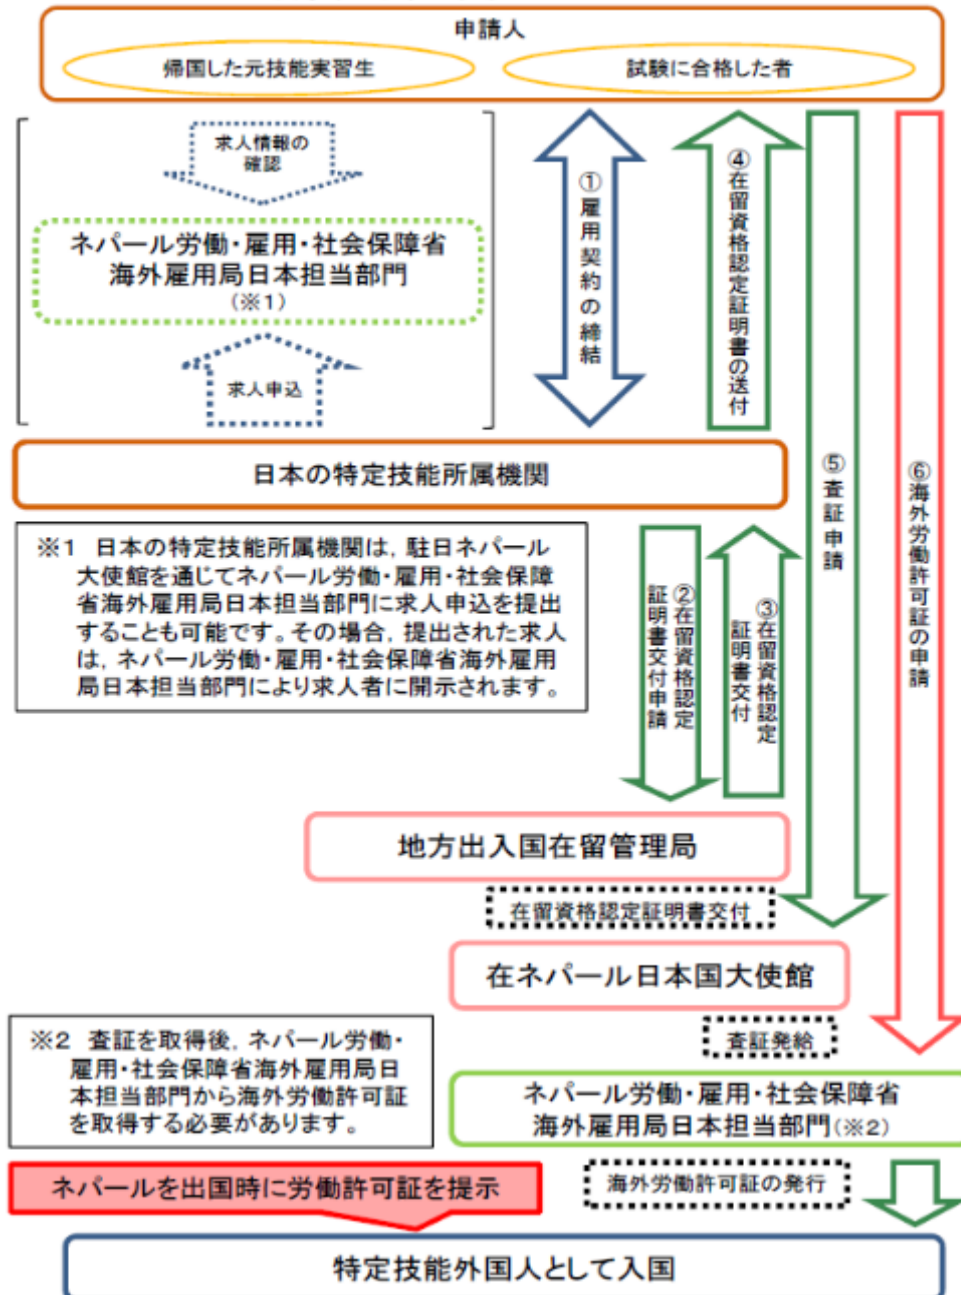 申請人
帰国した元技能実習生
試験に合格した者
求人情報の
確認
ネパール労働・雇用・社会保障省
海外雇用局日本担当部門
(※1)
求人申込
①雇用契約の締結
④在留資格認定証明書の送付
⑤査証申請
⑥海外労働許可証の申請
日本の特定技能所属機関
※1 日本の特定技能所属機関は，駐日ネパール
大使館を通じてネパール労働・雇用・社会保障
省海外雇用局日本担当部門に求人申込を提出
することも可能です。その場合，提出された求人
は，ネパール労働・雇用・社会保障省海外雇用
局日本担当部門により求人者に開示されます。
②在留資格認定
証明書交付申請
③在留資格認定
証明書交付
地方出入国在留管理局
在留資格認定証明書交付
在ネパール日本国大使館
※2 査証を取得後，ネパール労働・
雇用・社会保障省海外雇用局日
本担当部門から海外労働許可証
を取得する必要があります。
査証発給
ネパール労働・雇用・社会保障省
海外雇用局日本担当部門(※2)
ネパールを出国時に労働許可証を提示
海外労働許可証の発行
特定技能外国人として入国